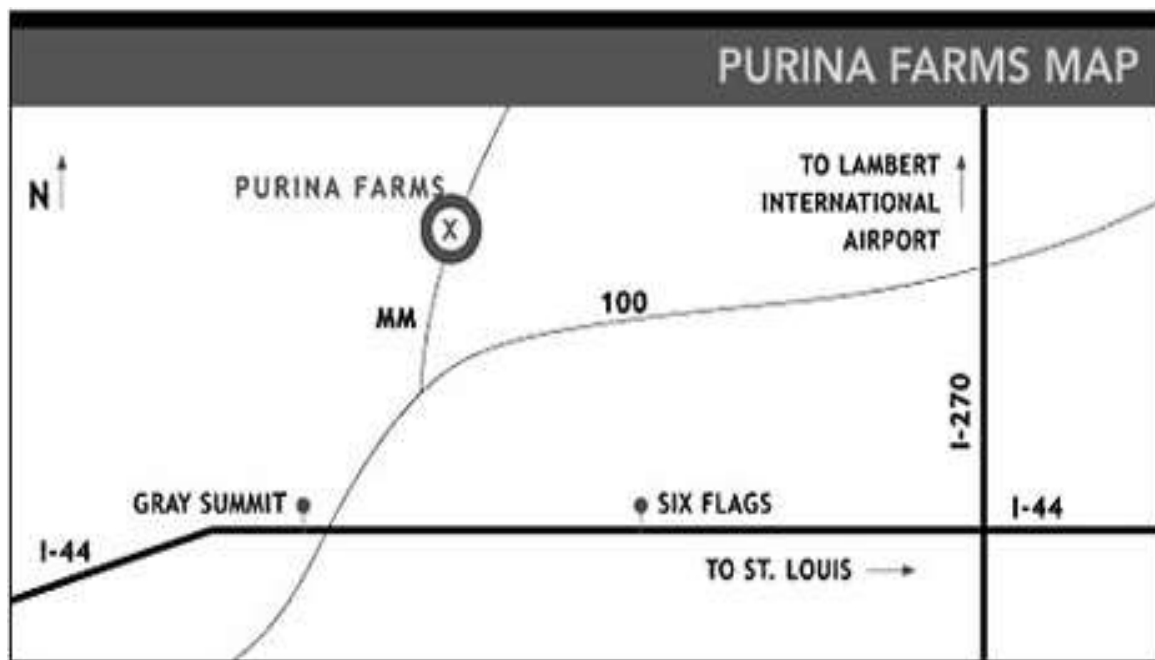 PURINA FARMS MAP
N
PURINA FARMS
X
TO LAMBERT
INTERNATIONAL
AIRPORT
MM
100
I-270
GRAY SUMMIT
SIX FLAGS
I-44
I-44
TO ST. LOUIS